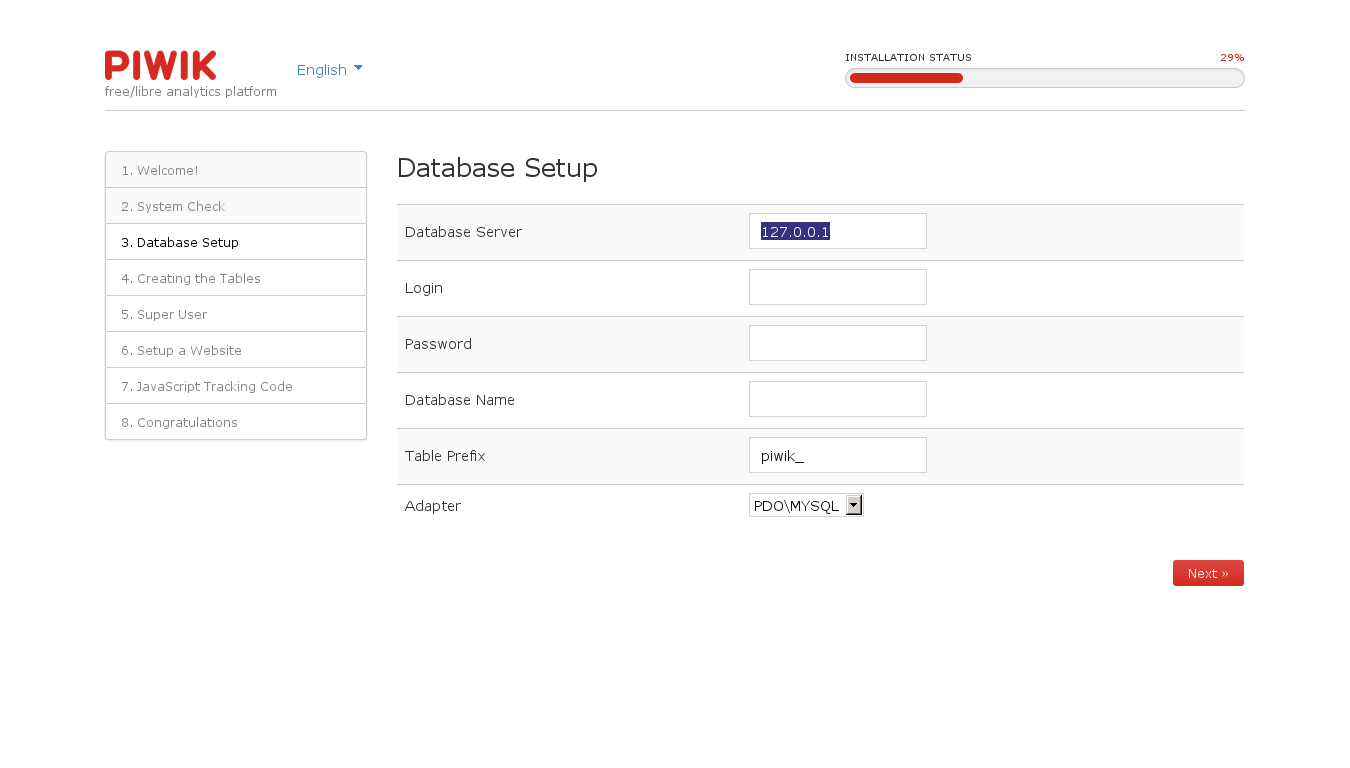 PIWIK
free/libre analytics platform
English
INSTALLATION STATUS 29%
1. Welcome!
2. System Check
3. Database Setup
4. Creating the Tables
5. Super User
6. Setup a Website
7. JavaScript Tracking Code
8. Congratulations
Database Setup
Database Server 127.0.0.1
Login
Password
Database Name
Table Prefix piwik_
Adapter PDO\MYSQL
Next »